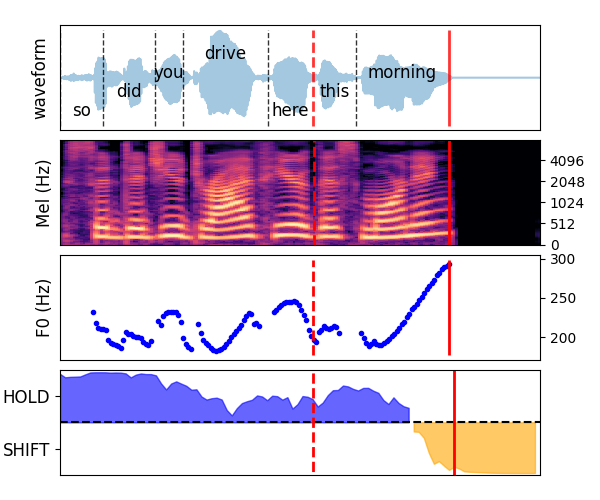 waveform
so did you drive here this morning
Mel (Hz)
4096
2048
1024
512
0
F0 (Hz)
300
250
200
HOLD
SHIFT